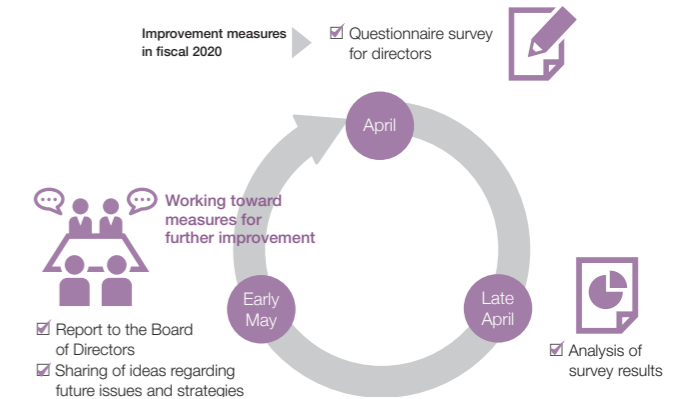 Improvement measures
in fiscal 2020
Questionnaire survey
for directors
April
Working toward
measures for
further improvement
Early
May
Late
April
Report to the Board
of Directors
Sharing of ideas regarding
future issues and strategies
Analysis of
survey results